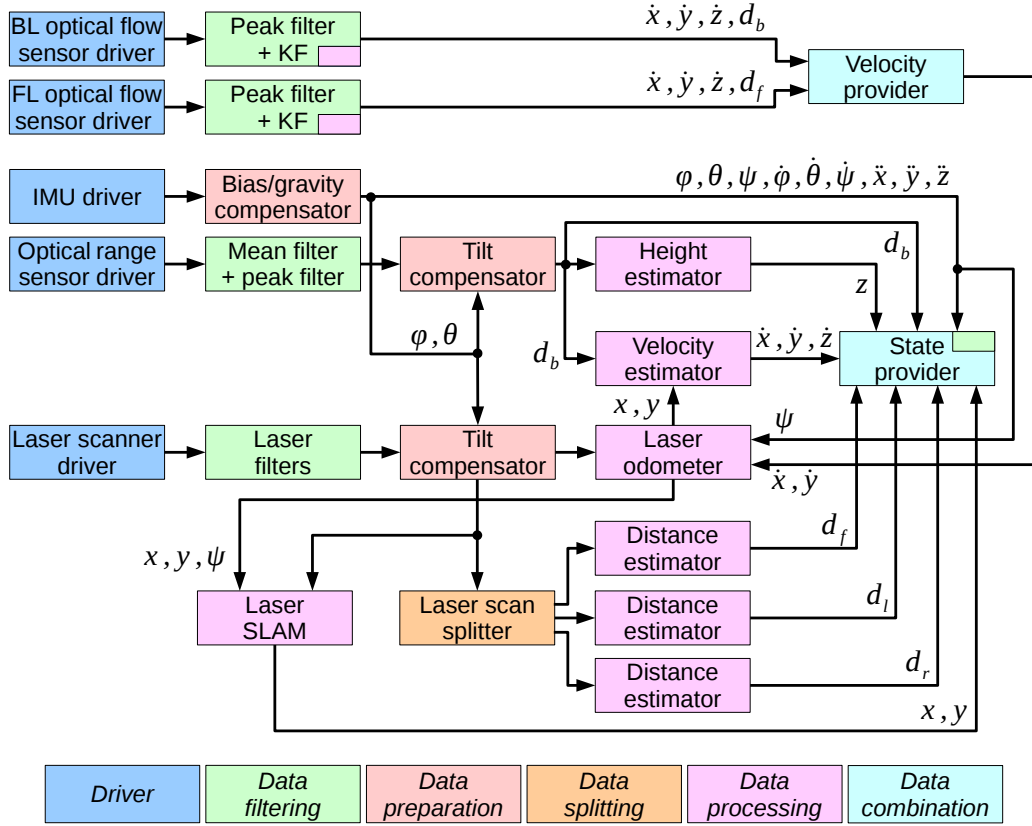 BL optical flow
sensor driver
Peak filter
+ KF
ẋ, ẏ, ż, d_b
Velocity
provider
FL optical flow
sensor driver
Peak filter
+ KF
ẋ, ẏ, ż, d_f
IMU driver
Bias/gravity
compensator
φ, θ, ψ, φ̇, θ̇, ψ̇, ẍ, ÿ, z̈
Optical range
sensor driver
Mean filter
+ peak filter
Tilt
compensator
Height
estimator
d_b
z
φ, θ
d_b
Velocity
estimator
ẋ, ẏ, ż
State
provider
x, y
Laser scanner
driver
Laser
filters
Tilt
compensator
Laser
odometer
ψ
ẋ, ẏ
x, y, ψ
Distance
estimator
d_f
Laser
SLAM
Laser scan
splitter
Distance
estimator
d_l
Distance
estimator
d_r
x, y
Driver
Data
filtering
Data
preparation
Data
splitting
Data
processing
Data
combination